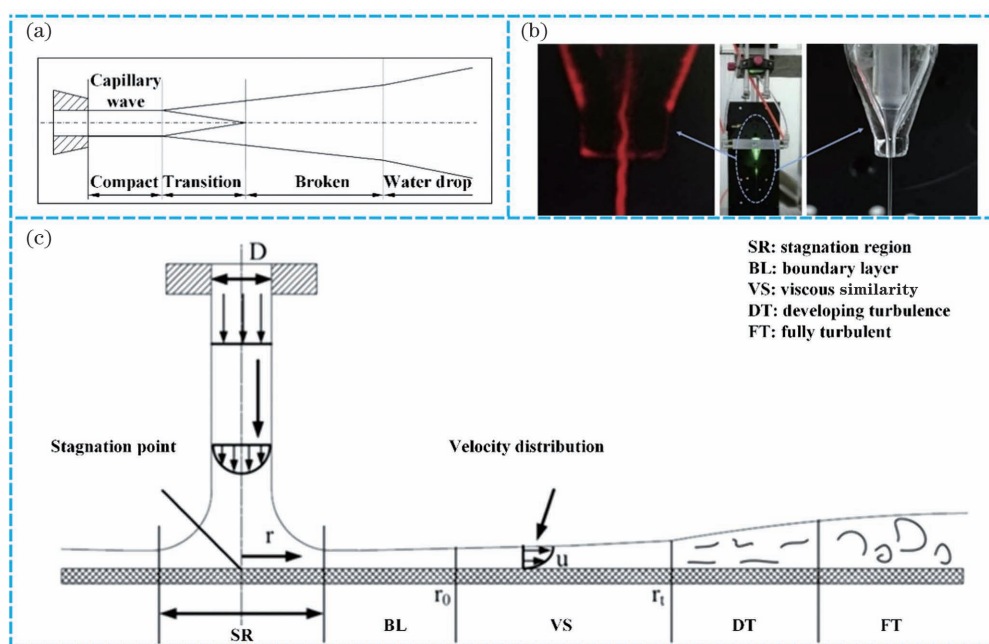 (a)
Capillary
wave
Compact
Transition
Broken
Water drop
(b)
(c)
D
SR: stagnation region
BL: boundary layer
VS: viscous similarity
DT: developing turbulence
FT: fully turbulent
Stagnation point
Velocity distribution
r
u
r0
rt
SR
BL
VS
DT
FT